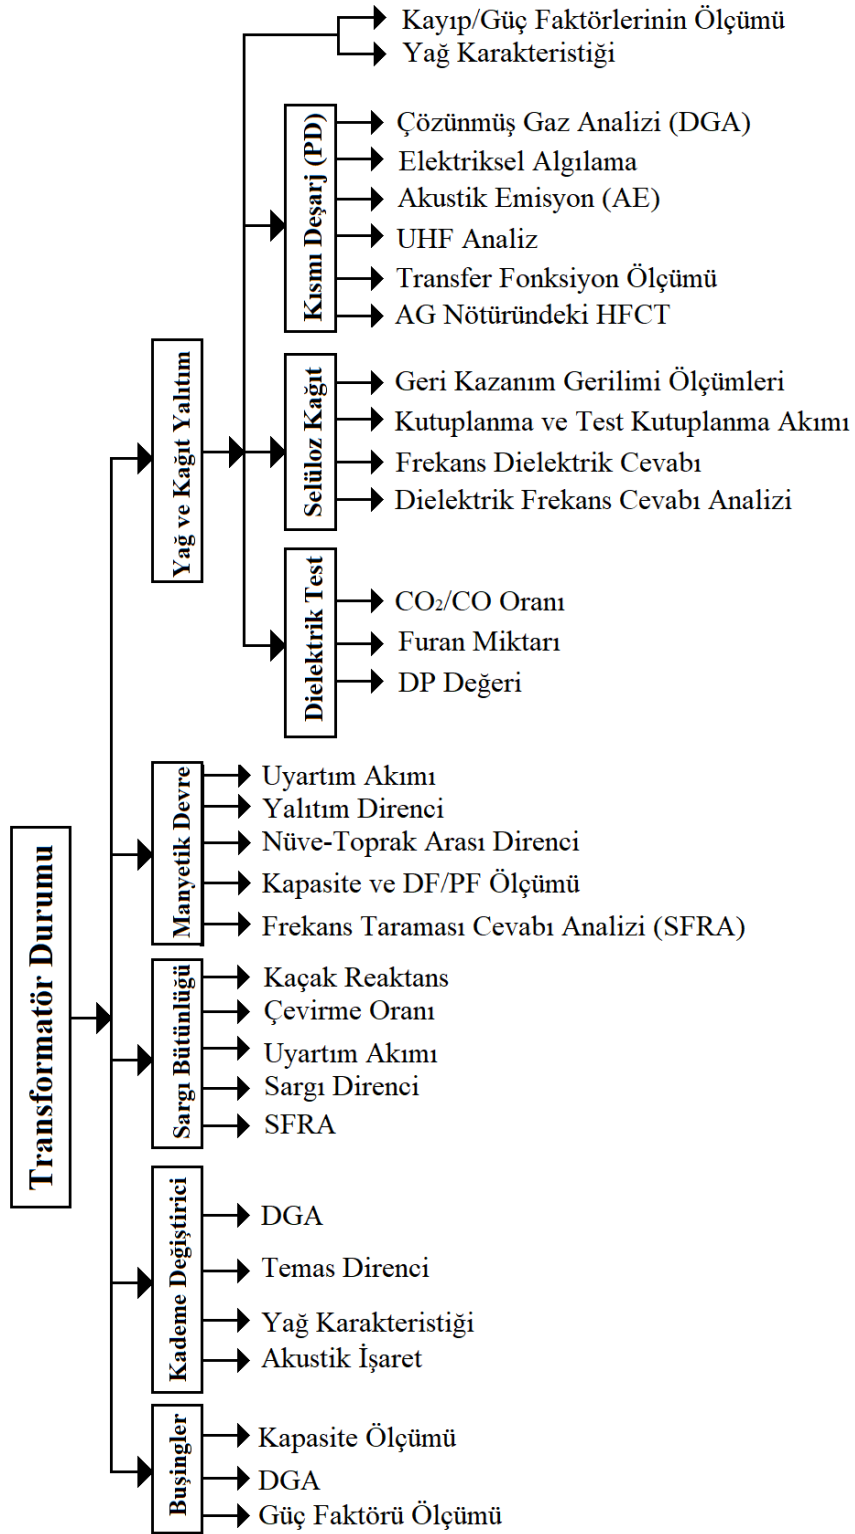 Transformatör Durumu
Yağ ve Kağıt Yalıtım
Kayıp/Güç Faktörlerinin Ölçümü
Yağ Karakteristiği
Kısmı Deşarj (PD)
Çözünmüş Gaz Analizi (DGA)
Elektriksel Algılama
Akustik Emisyon (AE)
UHF Analiz
Transfer Fonksiyon Ölçümü
AG Nötüründeki HFCT
Selüloz Kağıt
Geri Kazanım Gerilimi Ölçümleri
Kutuplanma ve Test Kutuplanma Akımı
Frekans Dielektrik Cevabı
Dielektrik Frekans Cevabı Analizi
Dielektrik Test
CO₂/CO Oranı
Furan Miktarı
DP Değeri
Manyetik Devre
Uyartım Akımı
Yalıtım Direnci
Nüve-Toprak Arası Direnci
Kapasite ve DF/PF Ölçümü
Frekans Taraması Cevabı Analizi (SFRA)
Sargı Bütünlüğü
Kaçak Reaktans
Çevirme Oranı
Uyartım Akımı
Sargı Direnci
SFRA
Kademe Değiştirici
DGA
Temas Direnci
Yağ Karakteristiği
Akustik İşaret
Buşingler
Kapasite Ölçümü
DGA
Güç Faktörü Ölçümü